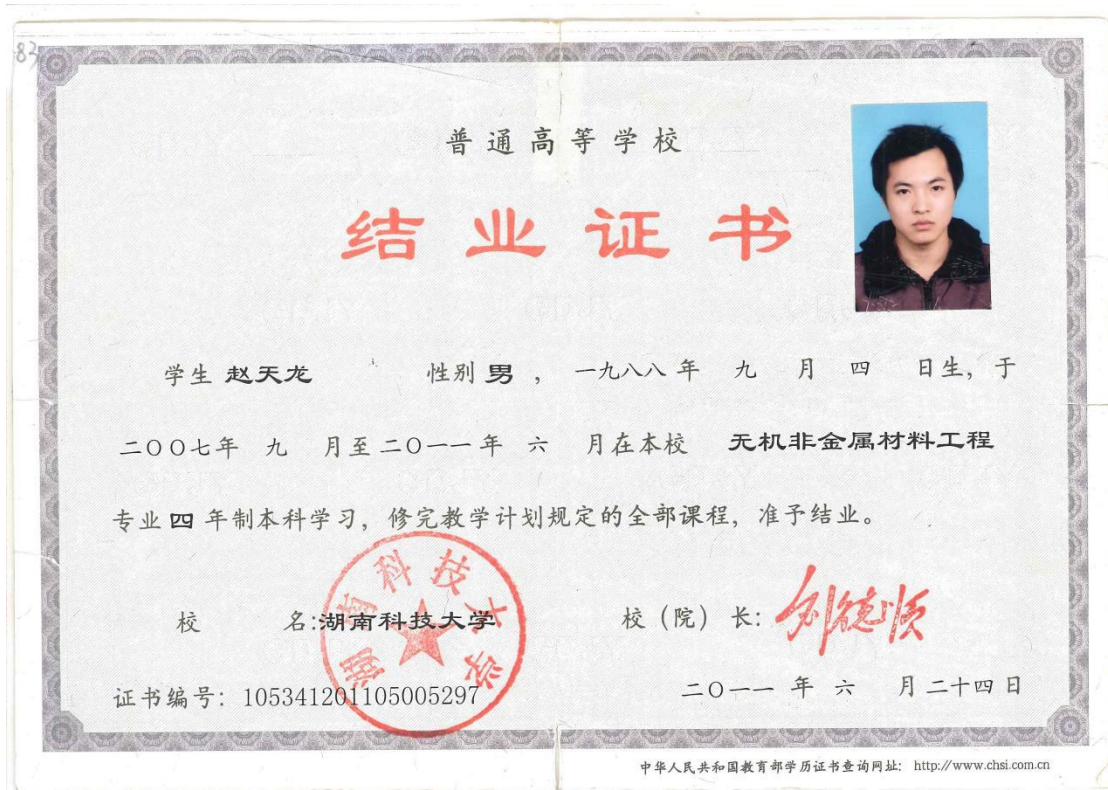 83
普通高等学校
结业证书
学生 赵天龙 性别 男 ， 一九八八 年 九 月 四 日生，于
二〇〇七年 九 月至 二〇一一 年 六 月在本校 无机非金属材料工程
专业 四 年制本科学习，修完教学计划规定的全部课程，准予结业。
校 名:湖南科技大学
湖南科技大学
校（院）长: 刘德顺
证书编号: 105341201105005297
二〇一一 年 六 月 二十四 日
中华人民共和国教育部学历证书查询网址: http://www.chsi.com.cn